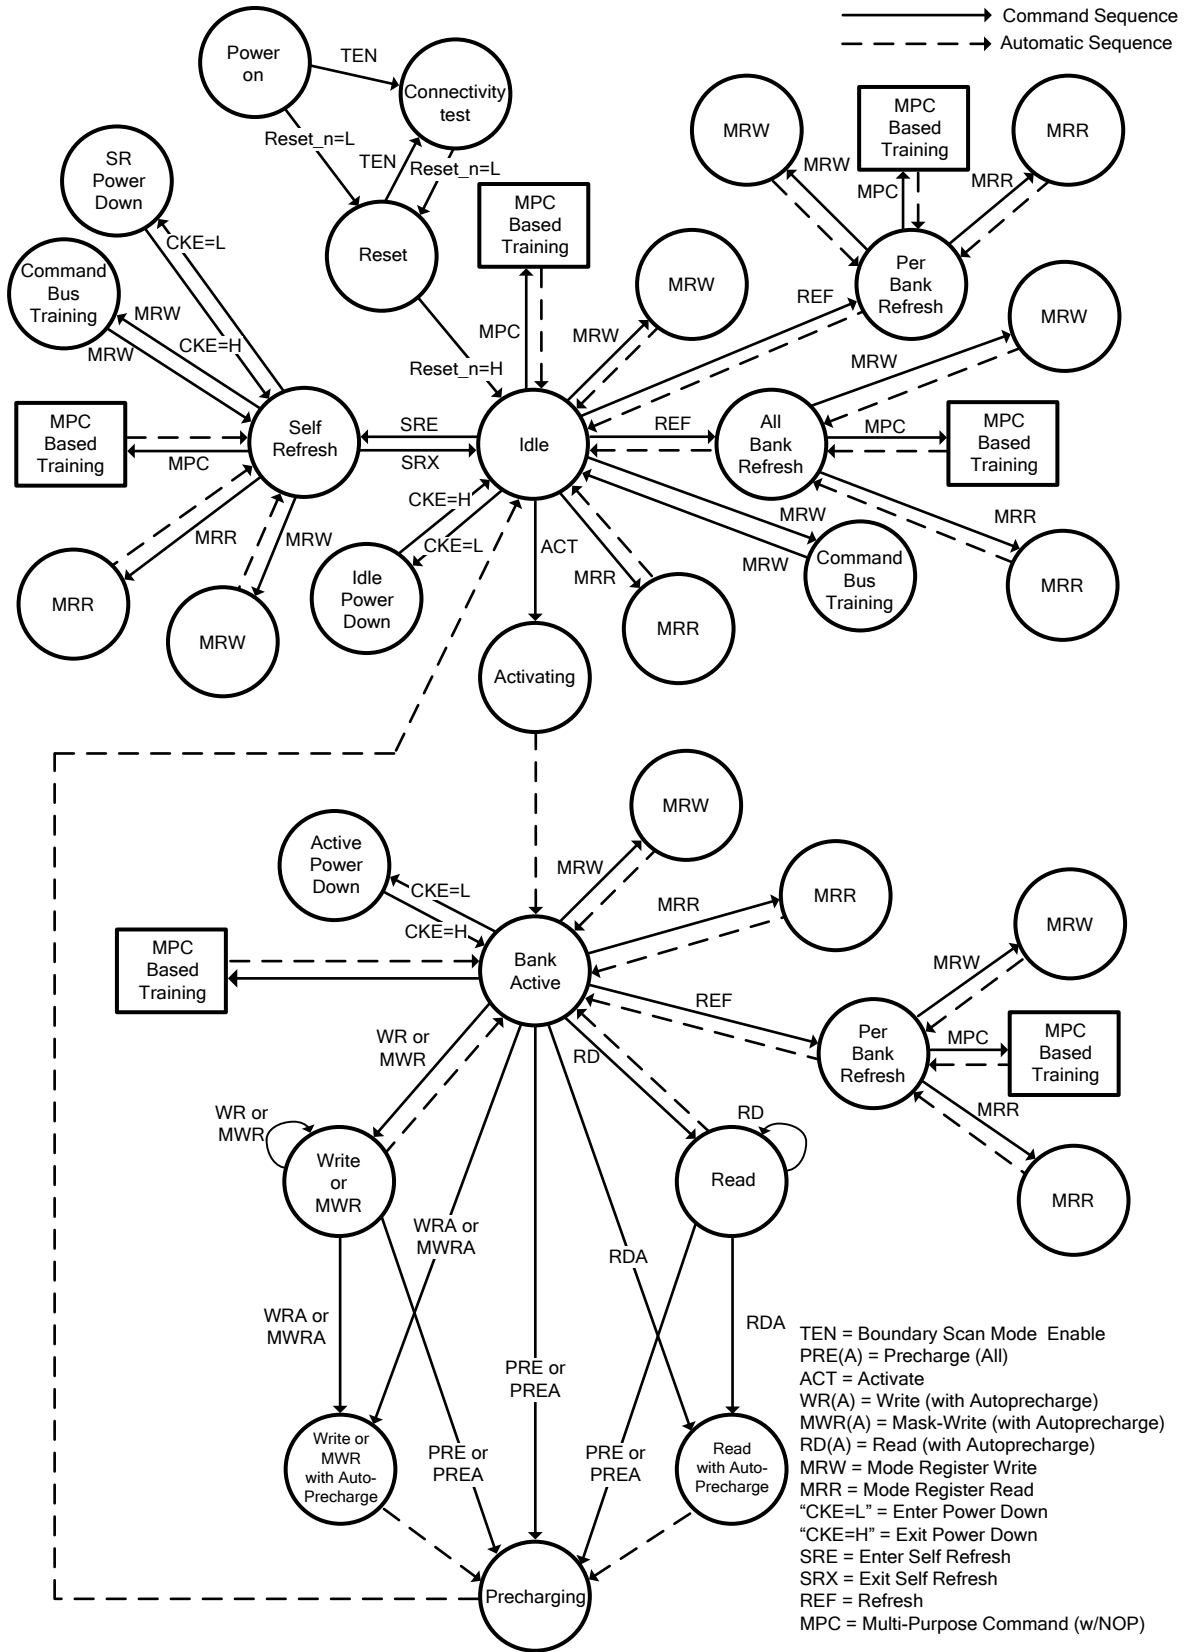 Command Sequence
Automatic Sequence
Power
on
TEN
Connectivity
test
Reset_n=L
TEN
Reset_n=L
Reset
Reset_n=H
SR
Power
Down
CKE=L
Command
Bus
Training
MRW
CKE=H
MRW
MPC
Based
Training
MPC
Self
Refresh
MRR
MRR
MRW
MRW
SRE
SRX
MPC
Based
Training
MPC
MRW
MRW
Idle
CKE=H
CKE=L
Idle
Power
Down
ACT
MRR
MRR
REF
MRW
MRW
MPC
Based
Training
MPC
MRR
MRR
Per
Bank
Refresh
REF
All
Bank
Refresh
MRW
MRW
MPC
MPC
Based
Training
MRR
MRR
MRW
MRW
Command
Bus
Training
Activating
Active
Power
Down
CKE=L
CKE=H
MPC
Based
Training
Bank
Active
MRW
MRW
MRR
MRR
REF
Per
Bank
Refresh
MRW
MRW
MPC
MPC
Based
Training
MRR
MRR
WR or
MWR
RD
WR or
MWR
Write
or
MWR
RD
Read
WRA or
MWRA
RDA
WRA or
MWRA
RDA
PRE or
PREA
PRE or
PREA
PRE or
PREA
Write or
MWR
with Auto-
Precharge
Read
with Auto-
Precharge
Precharging
TEN = Boundary Scan Mode Enable
PRE(A) = Precharge (All)
ACT = Activate
WR(A) = Write (with Autoprecharge)
MWR(A) = Mask-Write (with Autoprecharge)
RD(A) = Read (with Autoprecharge)
MRW = Mode Register Write
MRR = Mode Register Read
“CKE=L” = Enter Power Down
“CKE=H” = Exit Power Down
SRE = Enter Self Refresh
SRX = Exit Self Refresh
REF = Refresh
MPC = Multi-Purpose Command (w/NOP)